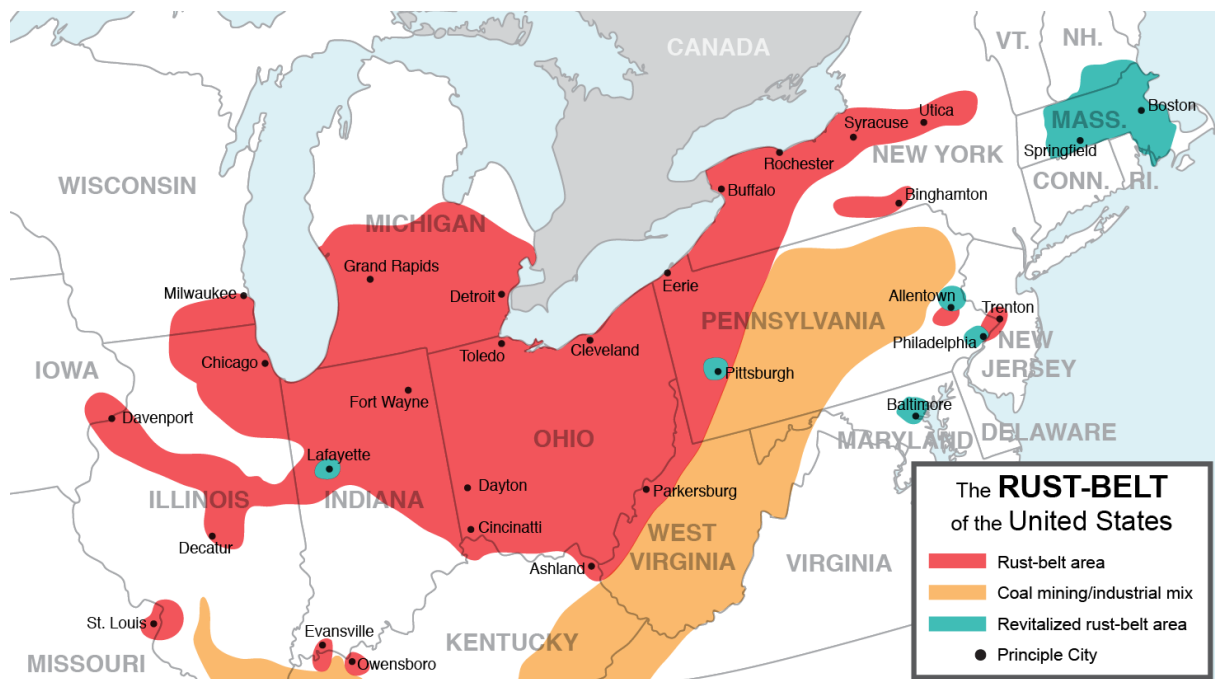 CANADA
VT.
NH.
Boston
MASS.
Springfield
CONN.
RI.
Utica
Syracuse
NEW YORK
Rochester
Buffalo
Binghamton
WISCONSIN
MICHIGAN
Grand Rapids
Milwaukee
Detroit
Eerie
Allentown
Trenton
PENNSYLVANIA
Philadelphia
NEW
JERSEY
Toledo
Cleveland
Chicago
Pittsburgh
IOWA
Fort Wayne
Davenport
Baltimore
OHIO
MARYLAND
DELAWARE
Lafayette
ILLINOIS
INDIANA
Dayton
Parkersburg
Decatur
Cincinatti
WEST
VIRGINIA
Ashland
VIRGINIA
St. Louis
Evansville
KENTUCKY
Owensboro
MISSOURI
The RUST-BELT
of the United States
Rust-belt area
Coal mining/industrial mix
Revitalized rust-belt area
Principle City